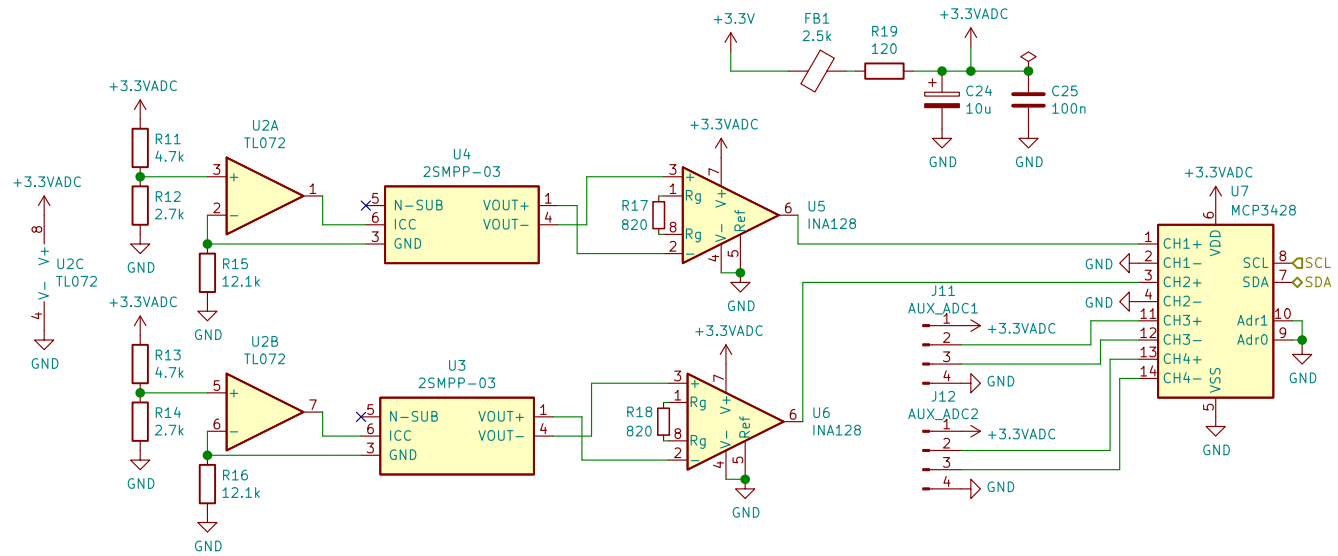 +3.3V
FB1
2.5k
R19
120
+3.3VADC
+
C24
10u
C25
100n
GND
GND
+3.3VADC
R11
4.7k
R12
2.7k
GND
U2A
TL072
3
+
2
-
1
R15
12.1k
GND
U4
2SMPP-03
5
N-SUB
6
ICC
3
GND
VOUT+
1
VOUT-
4
+3.3VADC
7
V+
3
+
1
Rg
R17
820
8
Rg
2
-
V-
4
Ref
5
6
U5
INA128
GND
+3.3VADC
8
V+
U2C
TL072
V-
4
GND
+3.3VADC
R13
4.7k
R14
2.7k
GND
U2B
TL072
5
+
6
-
7
R16
12.1k
GND
U3
2SMPP-03
5
N-SUB
6
ICC
3
GND
VOUT+
1
VOUT-
4
+3.3VADC
7
V+
3
+
1
Rg
R18
820
8
Rg
2
-
V-
4
Ref
5
6
U6
INA128
GND
J11
AUX_ADC1
1
+3.3VADC
2
3
4
GND
J12
AUX_ADC2
1
+3.3VADC
2
3
4
GND
+3.3VADC
U7
MCP3428
6
VDD
1
CH1+
GND
2
CH1-
3
CH2+
GND
4
CH2-
11
CH3+
12
CH3-
13
CH4+
14
CH4-
SCL
8
SCL
SDA
7
SDA
Adr1
10
Adr0
9
GND
VSS
5
GND